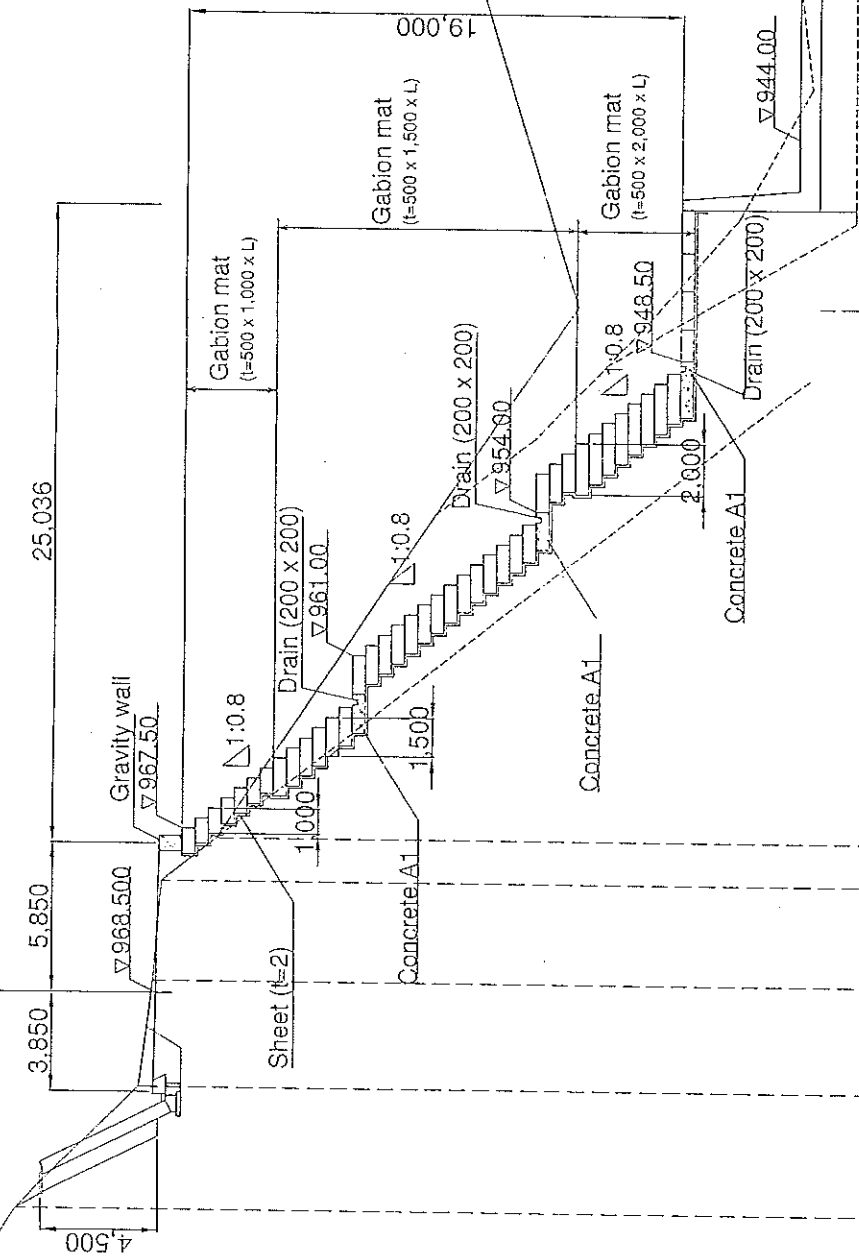 25,036
5,850
3,850
4,500
19,000
Gravity wall
▽967.50
▽968.500
Gabion mat
(t=500 x 1,000 x L)
Gabion mat
(t=500 x 1,500 x L)
Gabion mat
(t=500 x 2,000 x L)
1:0.8
Drain (200 x 200)
▽961.00
1:0.8
Drain (200 x 200)
▽954.00
1:0.8
▽948.50
Drain (200 x 200)
▽944.00
1,000
1,500
2,000
Sheet (t=2)
Concrete A1
Concrete A1
Concrete A1